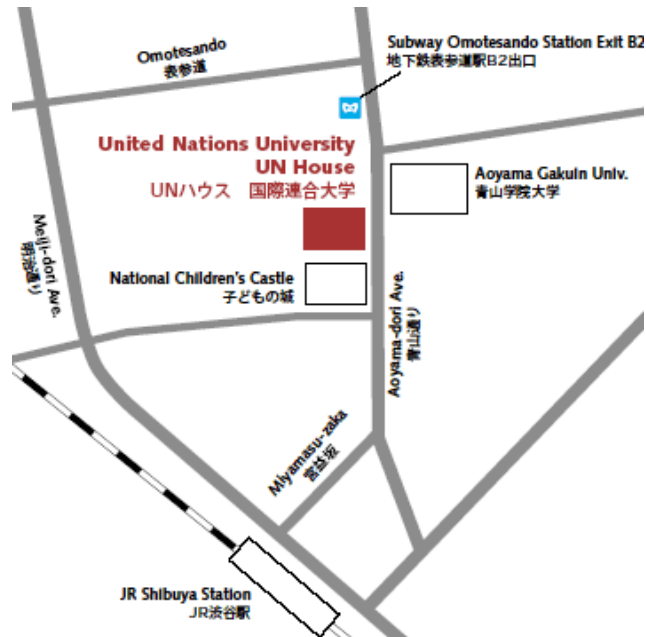 Omotesando
表参道
Subway Omotesando Station Exit B2
地下鉄表参道駅B2出口
United Nations University
UN House
UNハウス　国際連合大学
Aoyama Gakuin Univ.
青山学院大学
Meiji-dori Ave.
明治通り
National Children's Castle
子どもの城
Aoyama-dori Ave.
青山通り
Miyamasu-zaka
宮益坂
JR Shibuya Station
JR渋谷駅